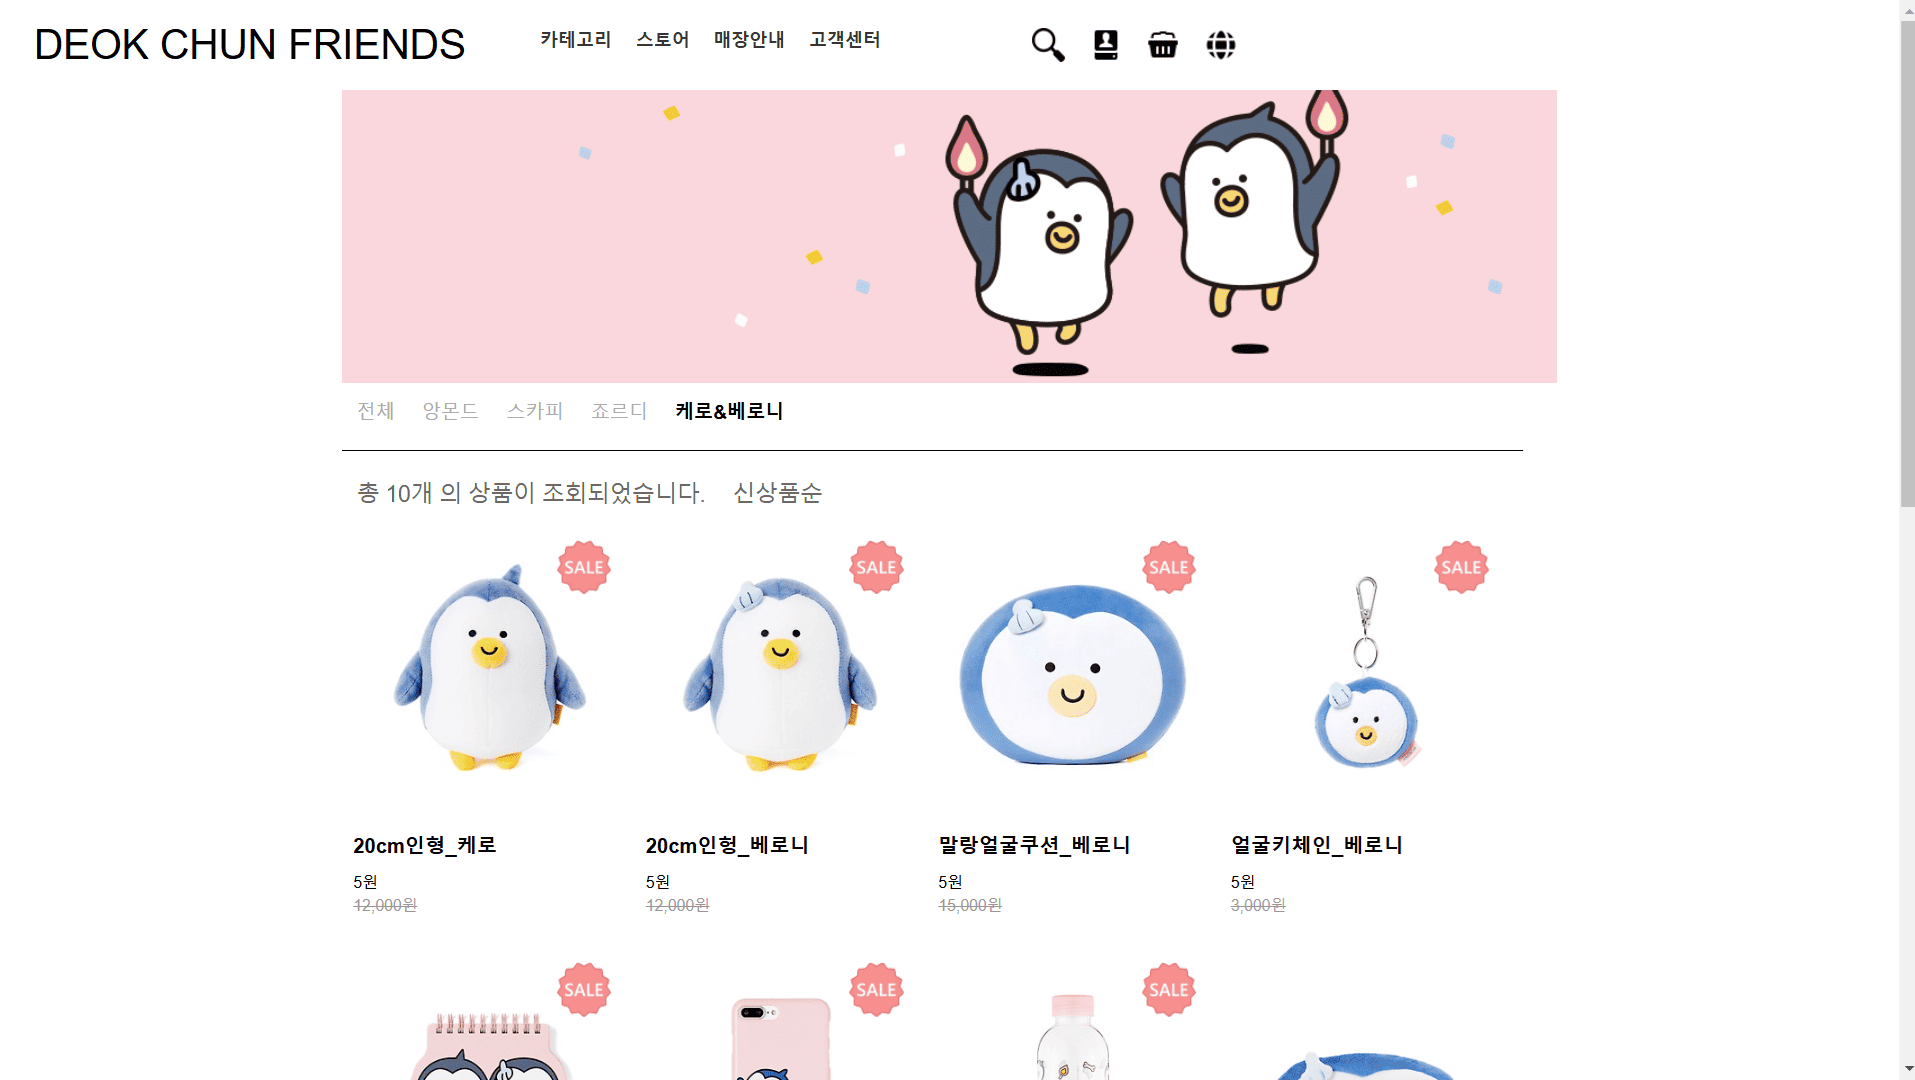 DEOK CHUN FRIENDS
카테고리 스토어 매장안내 고객센터
전체 앙몬드 스카피 죠르디 케로&베로니
총 10개 의 상품이 조회되었습니다. 신상품순
SALE SALE SALE SALE
20cm인형_케로 20cm인헝_베로니 말랑얼굴쿠션_베로니 얼굴키체인_베로니
5원 5원 5원 5원
12,000원 12,000원 15,000원 3,000원
SALE SALE SALE